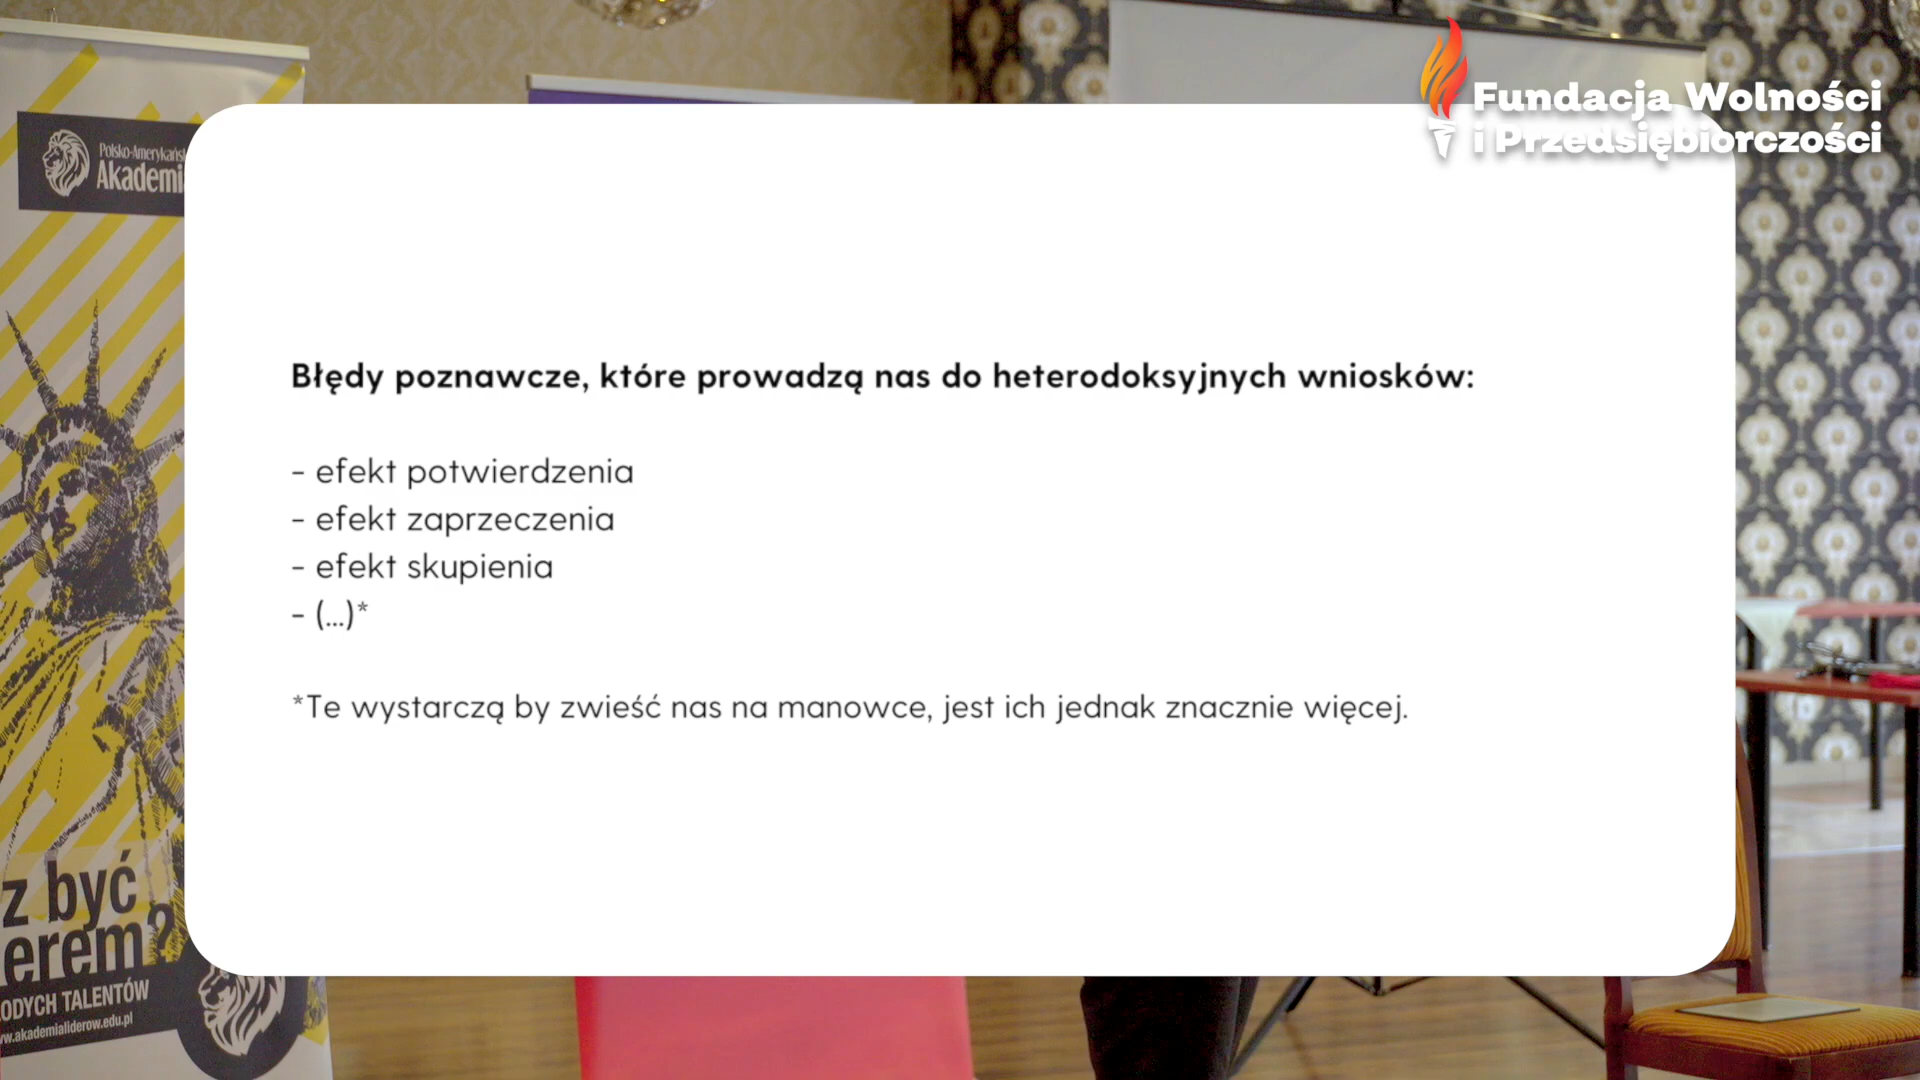 Fundacja Wolności
i Przedsiębiorczości
Polsko-Amerykańs
Akademi
Błędy poznawcze, które prowadzą nas do heterodoksyjnych wniosków:
- efekt potwierdzenia
- efekt zaprzeczenia
- efekt skupienia
- (...)*
*Te wystarczą by zwieść nas na manowce, jest ich jednak znacznie więcej.
z być
erem?
ODYCH TALENTÓW
ww.akademialiderow.edu.pl